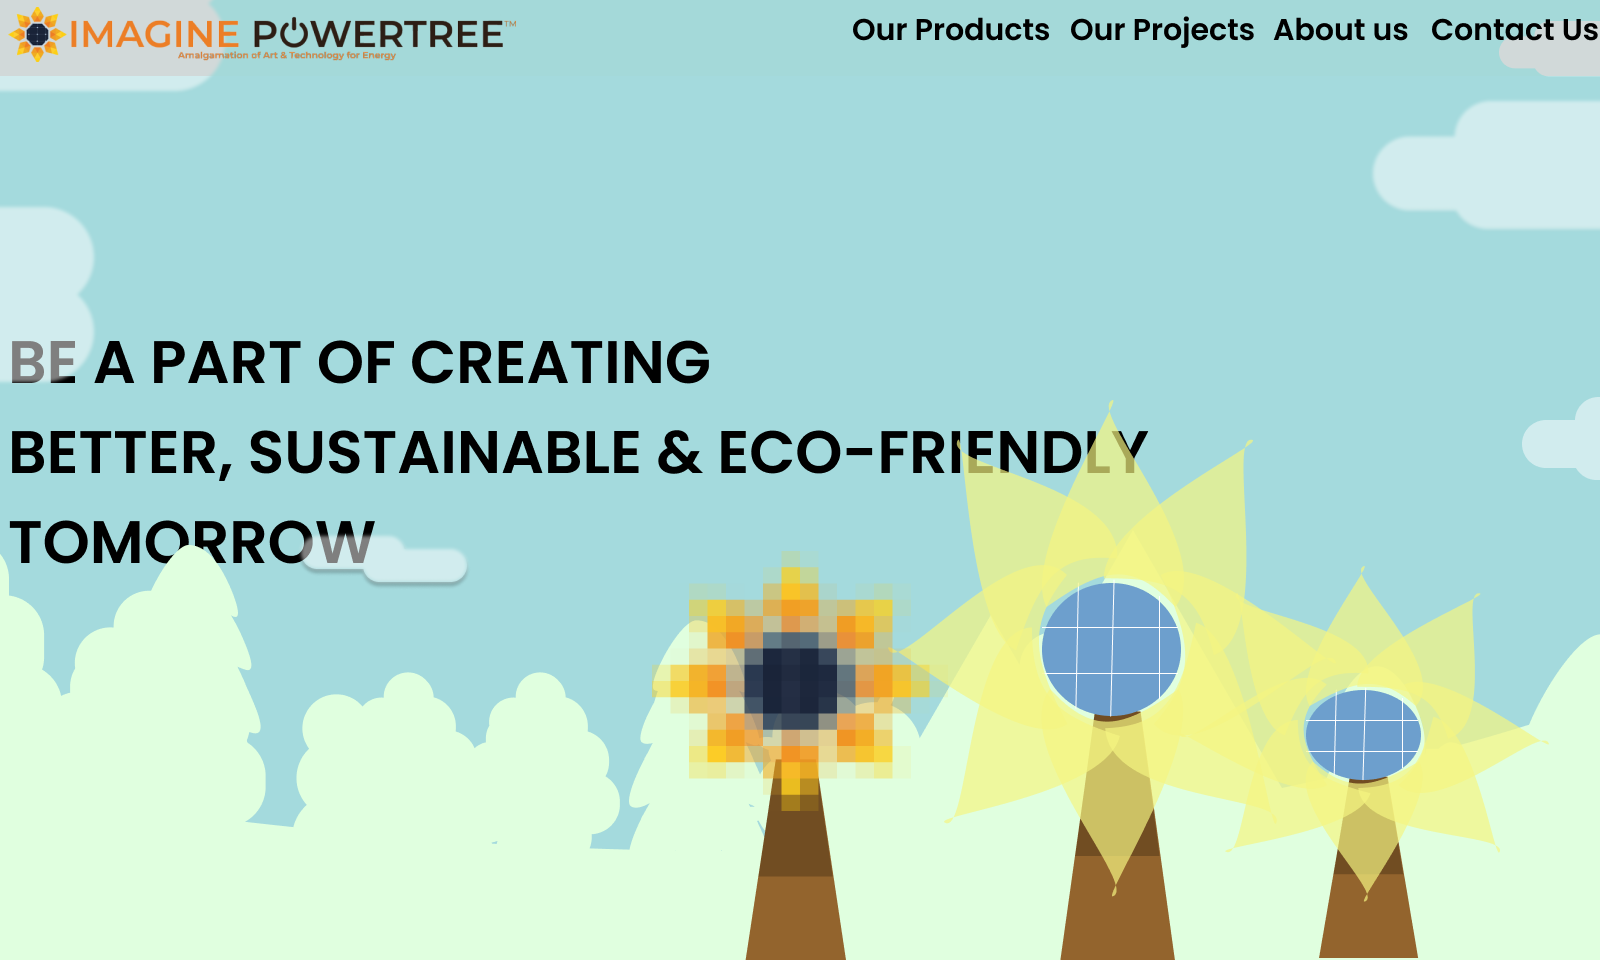 IMAGINE POWERTREE™
Amalgamation of Art & Technology for Energy
Our Products Our Projects About us Contact Us
BE A PART OF CREATING
BETTER, SUSTAINABLE & ECO-FRIENDLY
TOMORROW